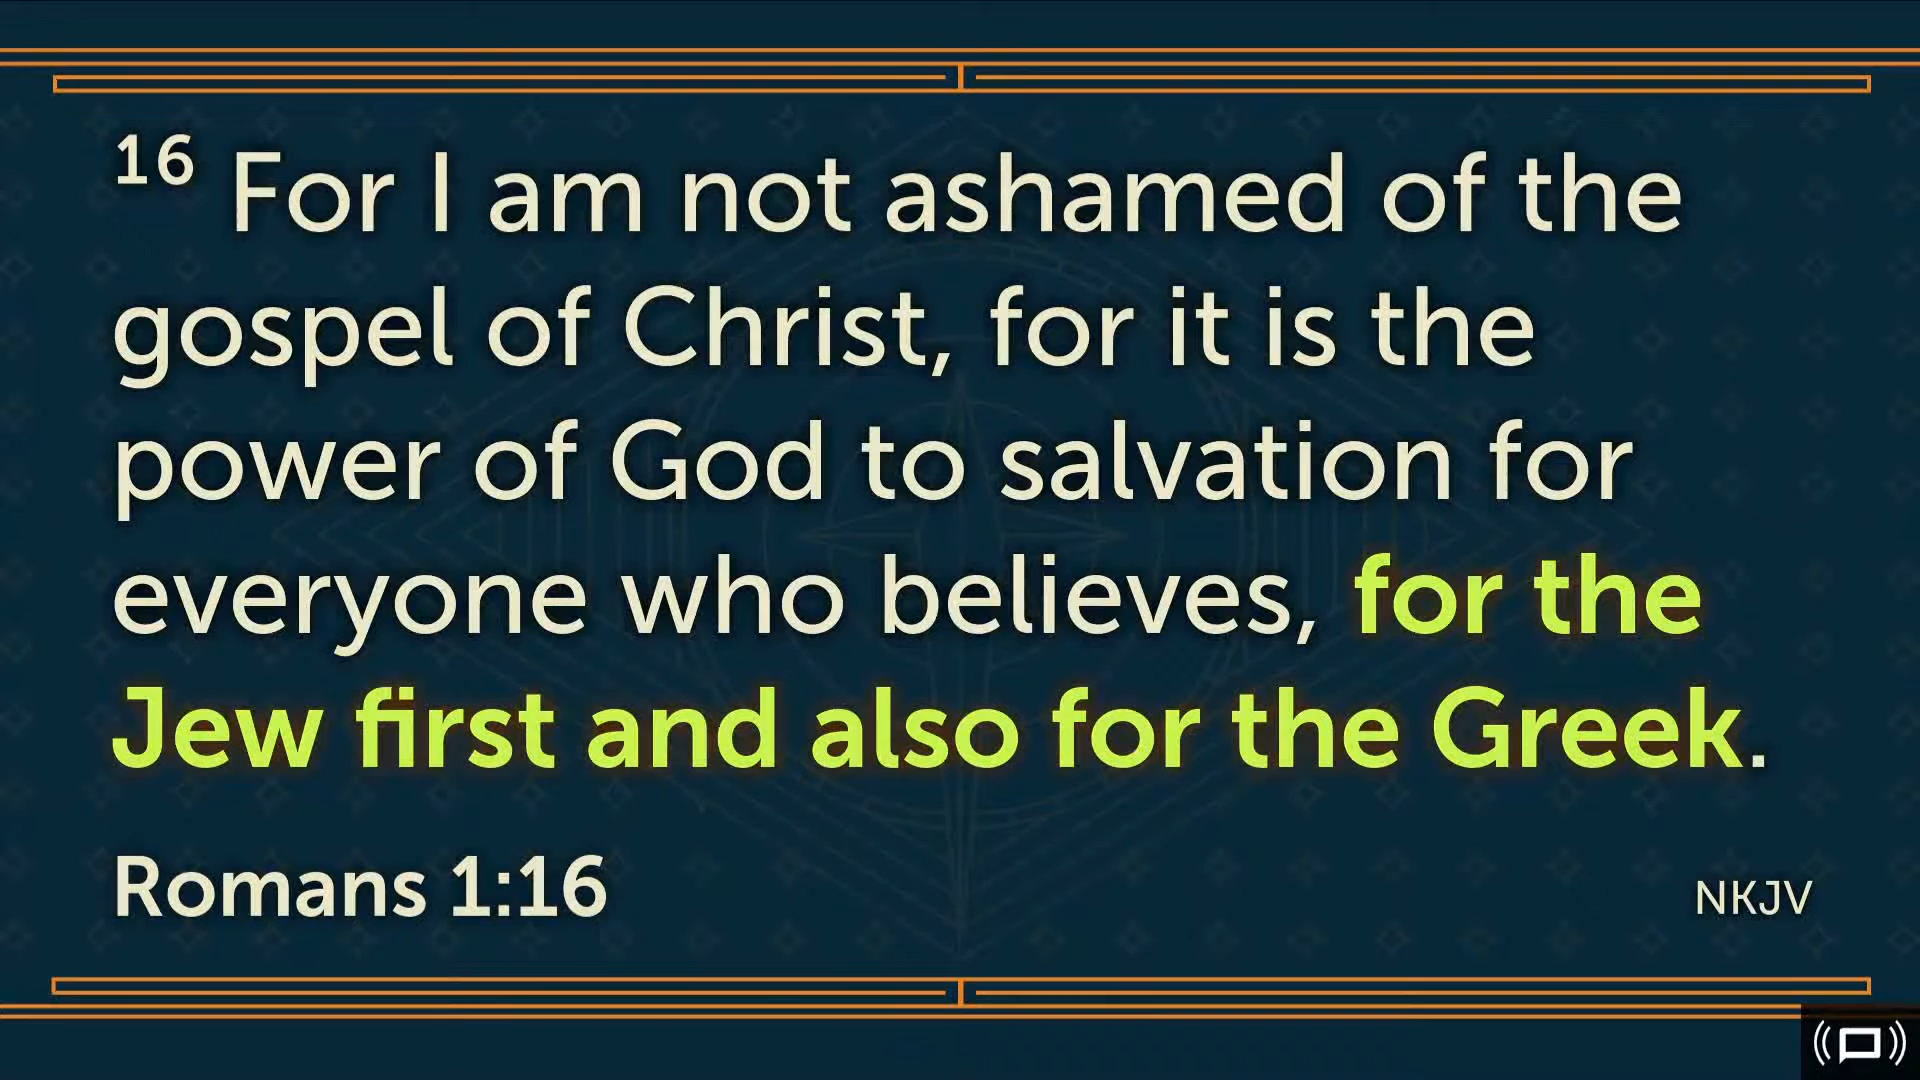 16 For I am not ashamed of the
gospel of Christ, for it is the
power of God to salvation for
everyone who believes, for the
Jew first and also for the Greek.
Romans 1:16
NKJV